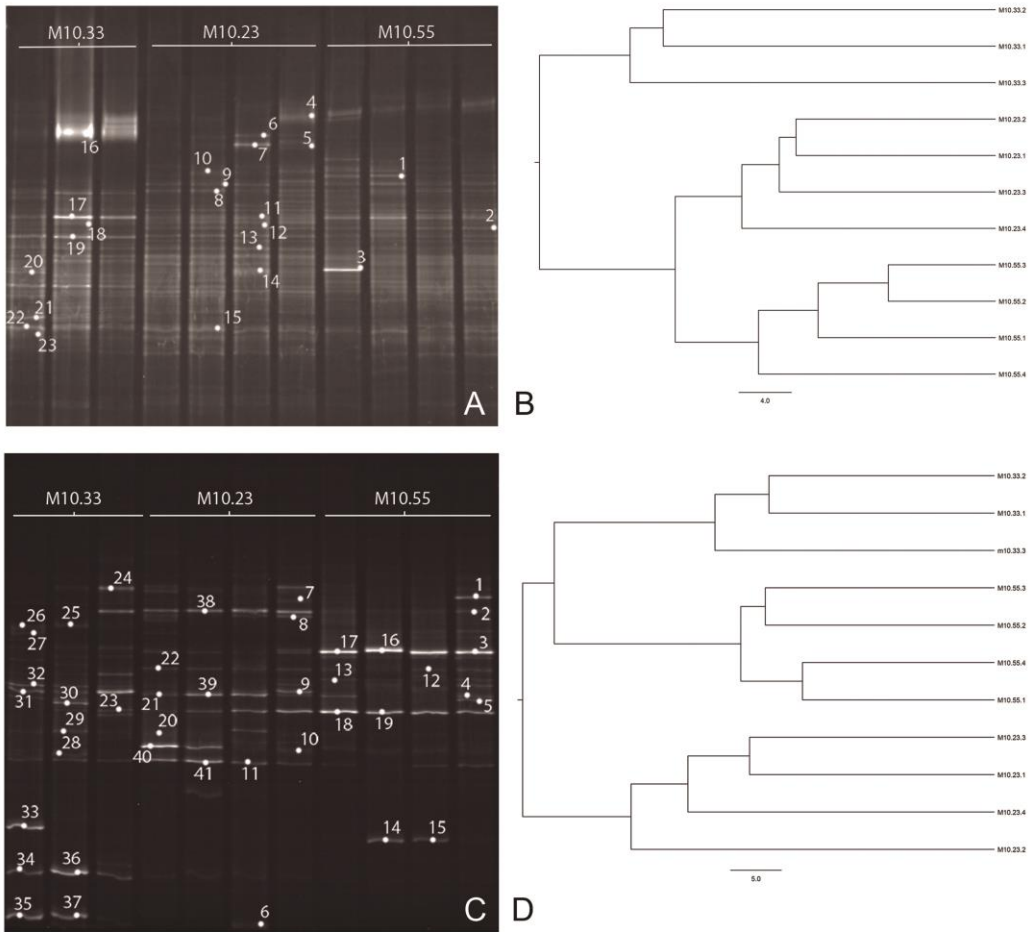 M10.33 M10.23 M10.55
4
6
16
7
5
10
9
1
8
17
11
2
18
12
19
13
3
20
14
21
22
15
23
A
M10.33.2
M10.33.1
M10.33.3
M10.23.2
M10.23.1
M10.23.3
M10.23.4
M10.55.3
M10.55.2
M10.55.1
M10.55.4
4.0
B
M10.33 M10.23 M10.55
24
7
1
26
25
38
2
27
8
17
16
3
22
13
12
32
31
30
23
21
39
9
4
5
29
20
18
19
28
40
41
11
10
33
14
15
34
36
35
37
6
C
M10.33.2
M10.33.1
m10.33.3
M10.55.3
M10.55.2
M10.55.4
M10.55.1
M10.23.3
M10.23.1
M10.23.4
M10.23.2
5.0
D